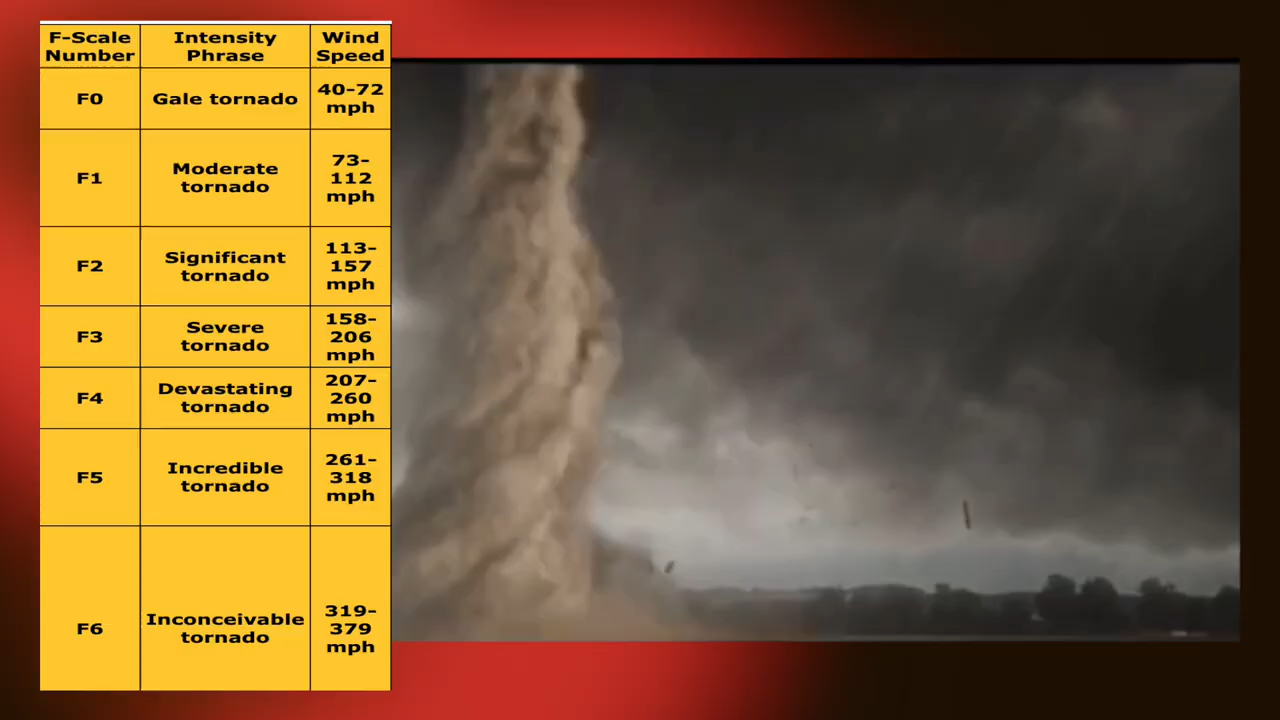 F-Scale Number
Intensity Phrase
Wind Speed
F0
Gale tornado
40-72 mph
F1
Moderate tornado
73-112 mph
F2
Significant tornado
113-157 mph
F3
Severe tornado
158-206 mph
F4
Devastating tornado
207-260 mph
F5
Incredible tornado
261-318 mph
F6
Inconceivable tornado
319-379 mph